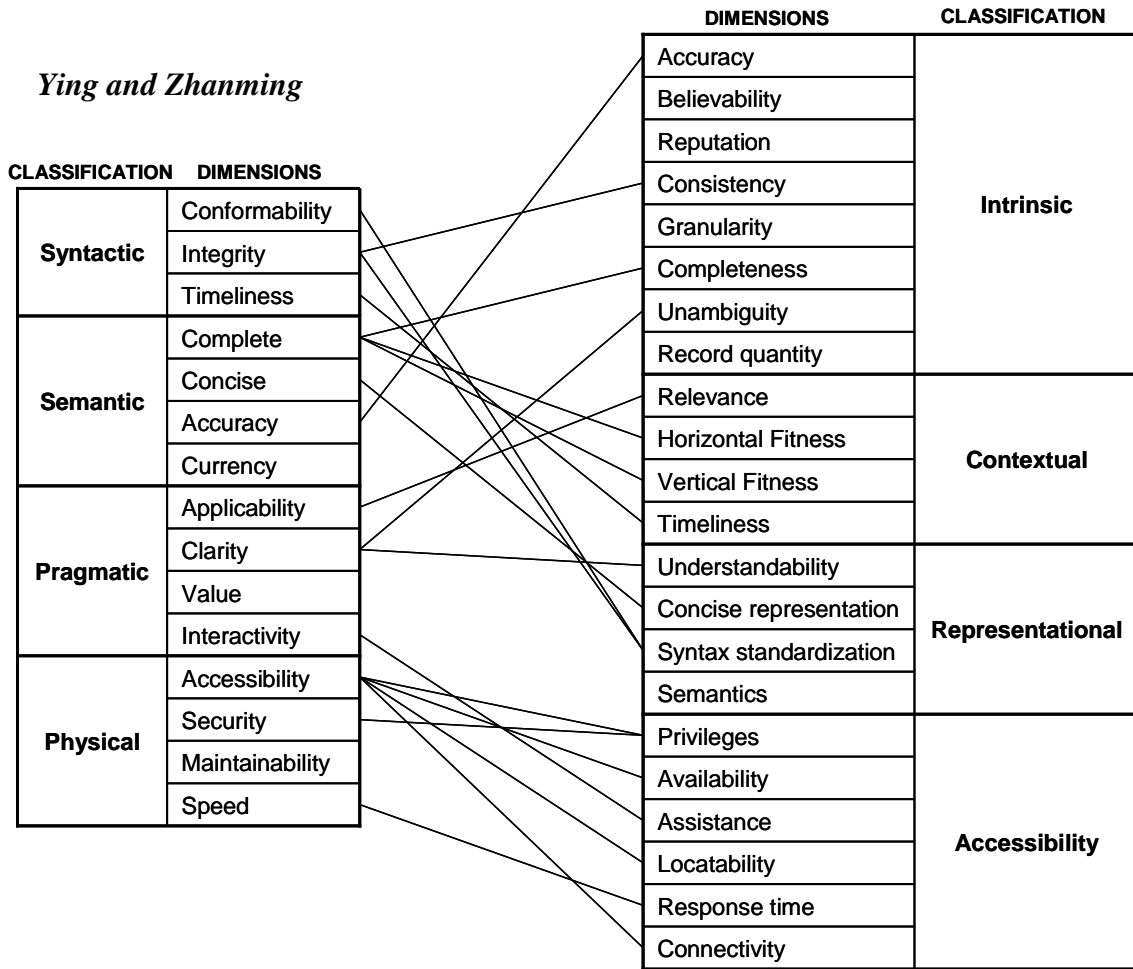 Ying and Zhanming
CLASSIFICATION DIMENSIONS
Syntactic
Conformability
Integrity
Timeliness
Semantic
Complete
Concise
Accuracy
Currency
Pragmatic
Applicability
Clarity
Value
Interactivity
Physical
Accessibility
Security
Maintainability
Speed
DIMENSIONS CLASSIFICATION
Accuracy
Believability
Reputation
Consistency
Granularity
Completeness
Unambiguity
Record quantity
Intrinsic
Relevance
Horizontal Fitness
Vertical Fitness
Timeliness
Contextual
Understandability
Concise representation
Syntax standardization
Semantics
Representational
Privileges
Availability
Assistance
Locatability
Response time
Connectivity
Accessibility